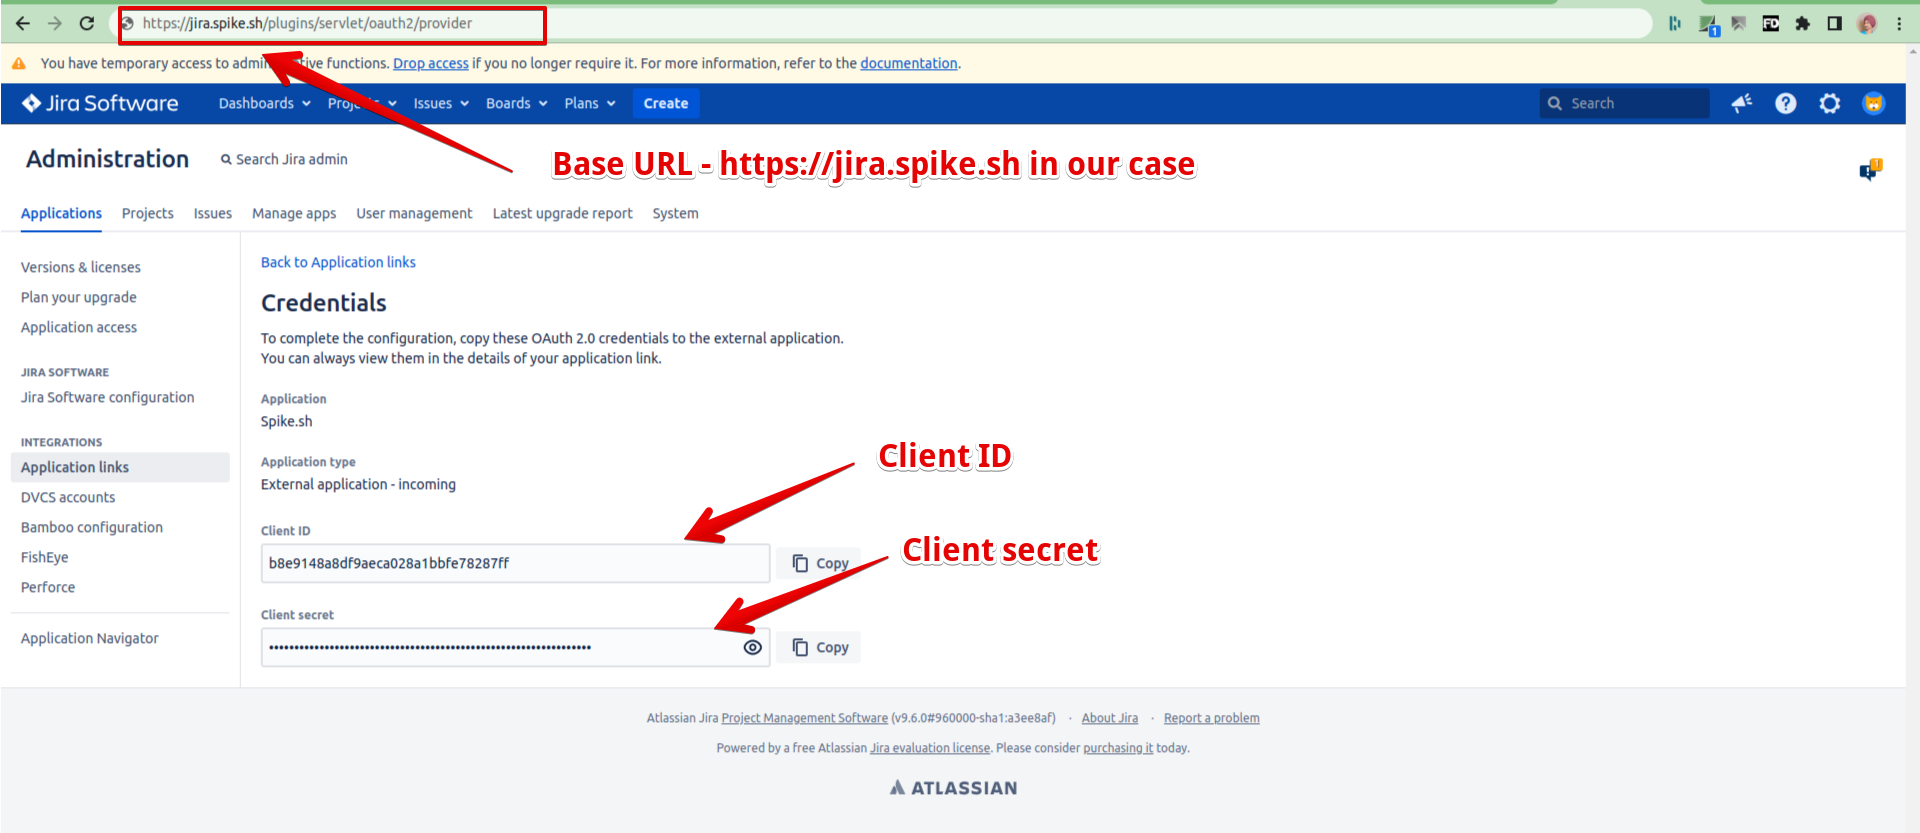 https://jira.spike.sh/plugins/servlet/oauth2/provider
FD
1
You have temporary access to admin tive functions. Drop access if you no longer require it. For more information, refer to the documentation.
Jira Software Dashboards Projects Issues Boards Plans Create Search
Administration Search Jira admin
Base URL - https://jira.spike.sh in our case
Applications Projects Issues Manage apps User management Latest upgrade report System
Versions & licenses
Plan your upgrade
Application access
JIRA SOFTWARE
Jira Software configuration
INTEGRATIONS
Application links
DVCS accounts
Bamboo configuration
FishEye
Perforce
Application Navigator
Back to Application links
Credentials
To complete the configuration, copy these OAuth 2.0 credentials to the external application.
You can always view them in the details of your application link.
Application
Spike.sh
Application type
External application - incoming
Client ID
Client ID
b8e9148a8df9aeca028a1bbfe78287ff Copy
Client secret
Client secret
Copy
Atlassian Jira Project Management Software (v9.6.0#960000-sha1:a3ee8af) · About Jira · Report a problem
Powered by a free Atlassian Jira evaluation license. Please consider purchasing it today.
ATLASSIAN